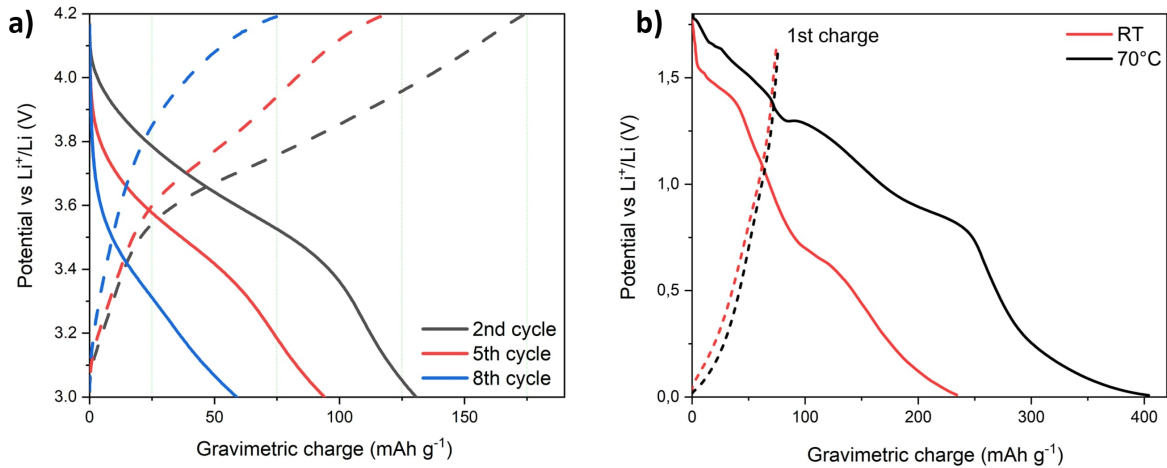 a)
4.2
4.0
3.8
3.6
3.4
3.2
3.0
Potential vs Li⁺/Li (V)
0
50
100
150
Gravimetric charge (mAh g⁻¹)
2nd cycle
5th cycle
8th cycle
b)
1,5
1,0
0,5
0,0
Potential vs Li⁺/Li (V)
0
100
200
300
400
Gravimetric charge (mAh g⁻¹)
1st charge
RT
70°C